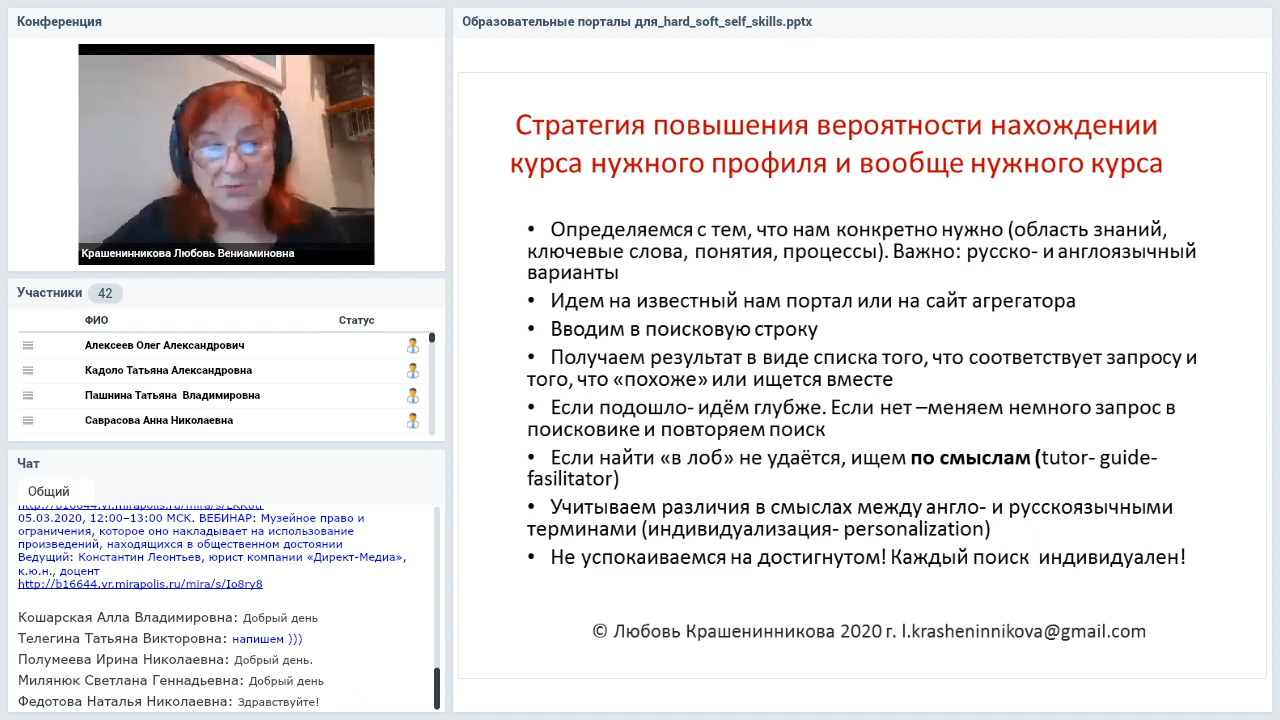 Конференция
Крашенинникова Любовь Вениаминовна
Участники 42
ФИО Статус
Алексеев Олег Александрович
Кадоло Татьяна Александровна
Пашнина Татьяна Владимировна
Саврасова Анна Николаевна
Чат
Общий
05.03.2020, 12:00–13:00 МСК. ВЕБИНАР: Музейное право и
ограничения, которое оно накладывает на использование
произведений, находящихся в общественном достоянии
Ведущий: Константин Леонтьев, юрист компании «Директ-Медиа»,
к.ю.н., доцент
http://b16644.vr.mirapolis.ru/mira/s/Io8ry8
Кошарская Алла Владимировна: Добрый день
Телегина Татьяна Викторовна: напишем )))
Полумеева Ирина Николаевна: Добрый день.
Милянюк Светлана Геннадьевна: Добрый день
Федотова Наталья Николаевна: Здравствуйте!
Образовательные порталы для_hard_soft_self_skills.pptx
Стратегия повышения вероятности нахождении
курса нужного профиля и вообще нужного курса
• Определяемся с тем, что нам конкретно нужно (область знаний,
ключевые слова, понятия, процессы). Важно: русско- и англоязычный
варианты
• Идем на известный нам портал или на сайт агрегатора
• Вводим в поисковую строку
• Получаем результат в виде списка того, что соответствует запросу и
того, что «похоже» или ищется вместе
• Если подошло- идём глубже. Если нет –меняем немного запрос в
поисковике и повторяем поиск
• Если найти «в лоб» не удаётся, ищем по смыслам (tutor- guide-
fasilitator)
• Учитываем различия в смыслах между англо- и русскоязычными
терминами (индивидуализация- personalization)
• Не успокаиваемся на достигнутом! Каждый поиск индивидуален!
© Любовь Крашенинникова 2020 г. l.krasheninnikova@gmail.com